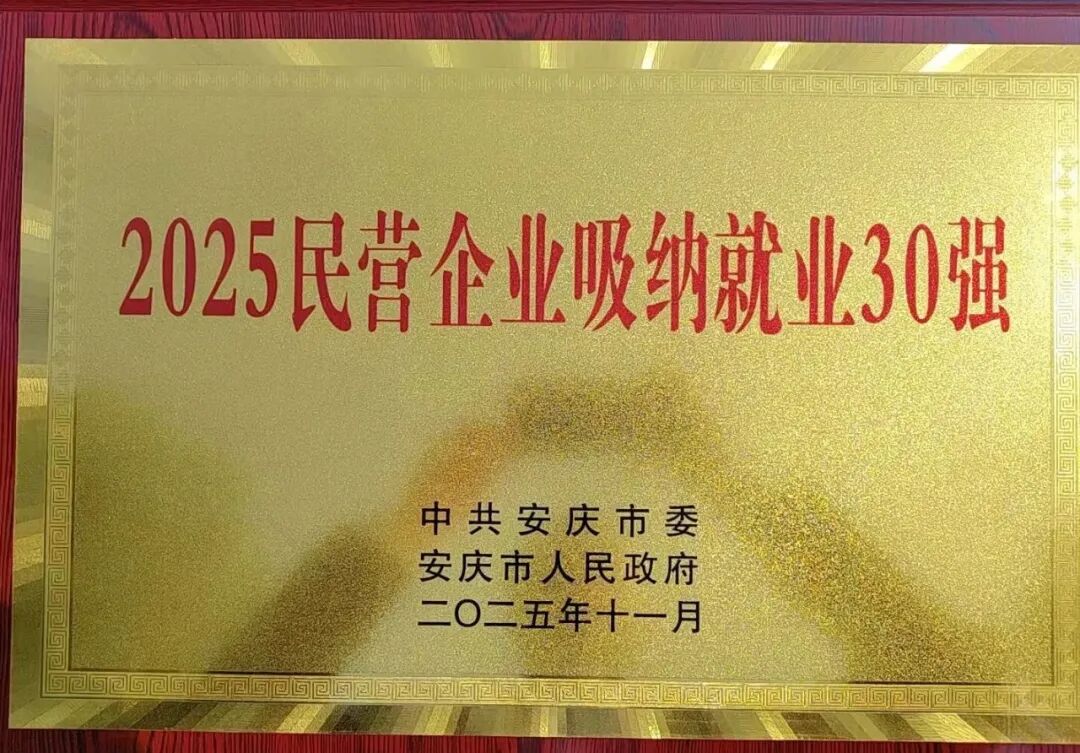 2025民营企业吸纳就业30强
中共安庆市委
安庆市人民政府
二〇二五年十一月